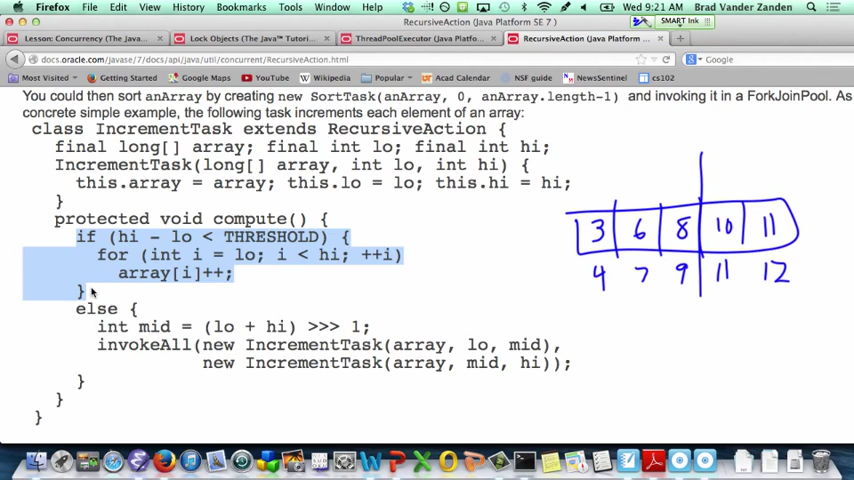 Firefox File Edit View History Bookmarks Tools Window Help Wed 9:21 AM Brad Vander Zanden
RecursiveAction (Java Platform SE 7 ) SMART Ink
Lesson: Concurrency (The Java™ Tutori... Lock Objects (The Java™ Tutori... ThreadPoolExecutor (Java Platform... RecursiveAction (Java Platform ...
docs.oracle.com/javase/7/docs/api/java/util/concurrent/RecursiveAction.html Google
Most Visited Getting Started Google Maps YouTube Wikipedia Popular Acad Calendar NSF guide NewsSentinel cs102
You could then sort anArray by creating new SortTask(anArray, 0, anArray.length-1) and invoking it in a ForkJoinPool. As
concrete simple example, the following task increments each element of an array:
class IncrementTask extends RecursiveAction {
final long[] array; final int lo; final int hi;
IncrementTask(long[] array, int lo, int hi) {
this.array = array; this.lo = lo; this.hi = hi;
}
protected void compute() {
if (hi - lo < THRESHOLD) {
for (int i = lo; i < hi; ++i)
array[i]++;
}
else {
int mid = (lo + hi) >>> 1;
invokeAll(new IncrementTask(array, lo, mid),
new IncrementTask(array, mid, hi));
}
}
}
3 6 8 10 11
4 7 9 11 12